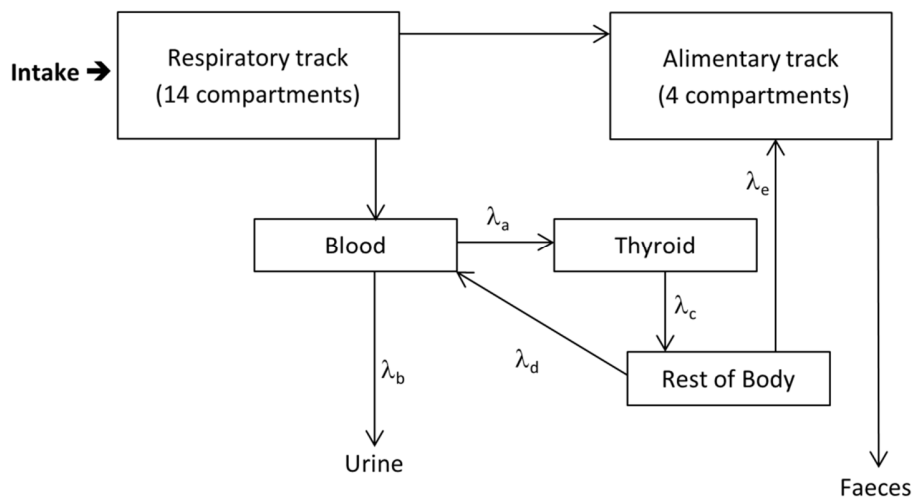 Intake ➔
Respiratory track
(14 compartments)
Alimentary track
(4 compartments)
λe
λa
Blood
Thyroid
λc
λd
λb
Rest of Body
Urine
Faeces